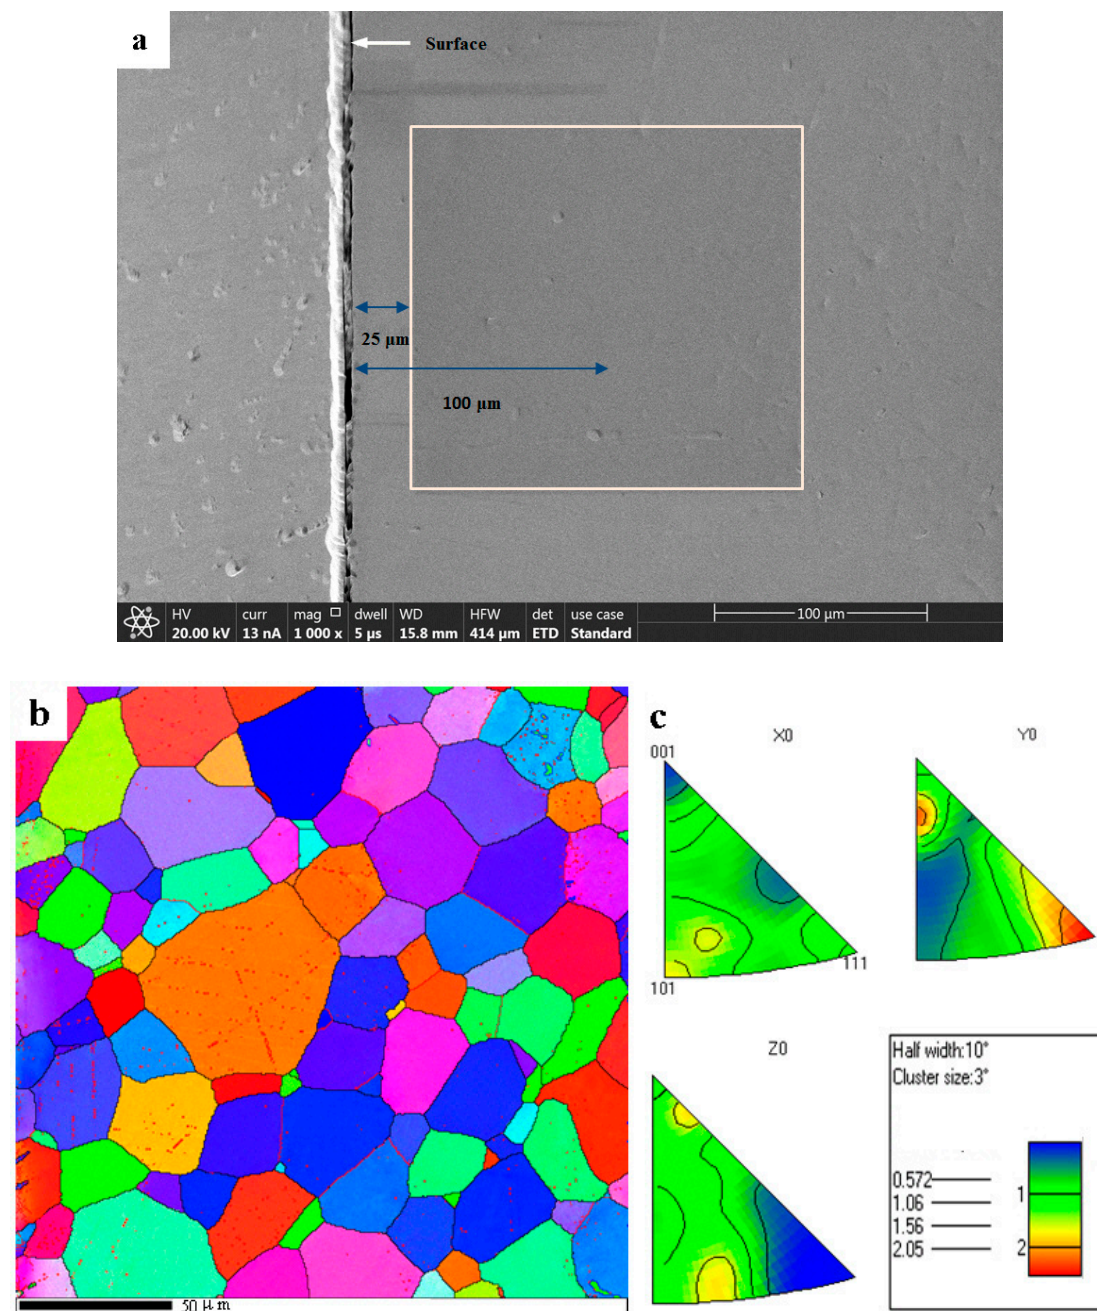 a
Surface
25 μm
100 μm
HV curr mag dwell WD HFW det use case
20.00 kV 13 nA 1 000 x 5 μs 15.8 mm 414 μm ETD Standard
100 μm
b
50 μm
c
X0
Y0
001
101
111
Z0
Half width:10°
Cluster size:3°
0.572
1.06
1.56
2.05
1
2